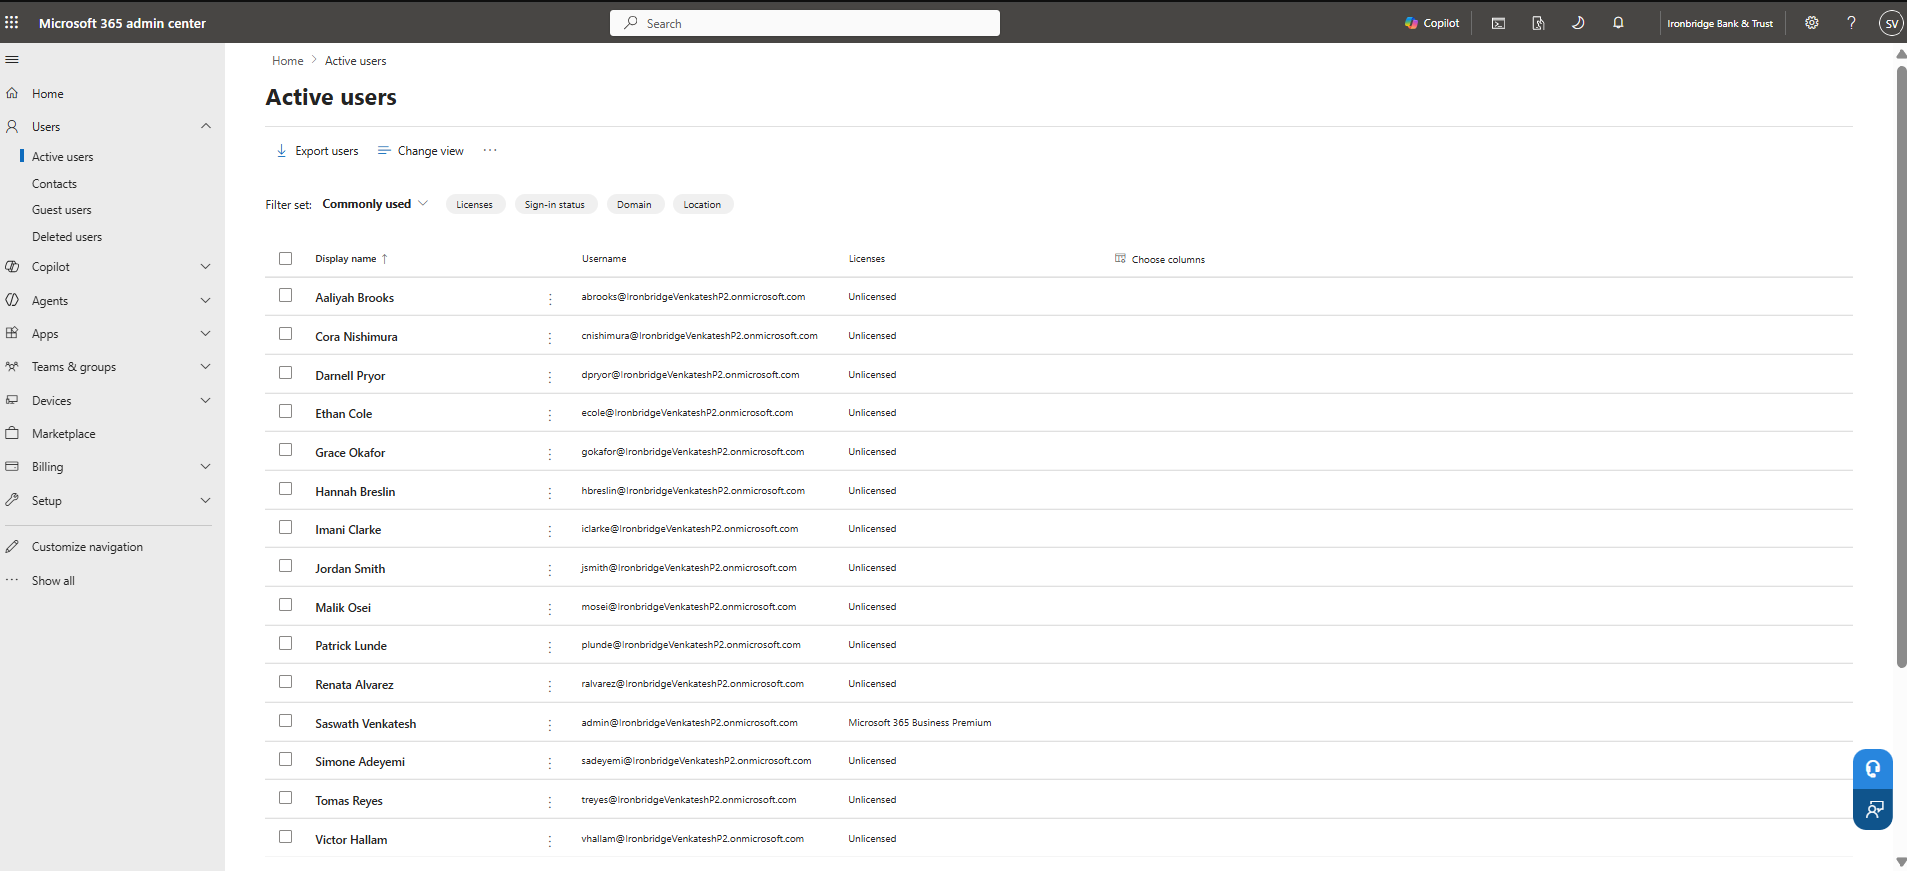 Microsoft 365 admin center
Search
Copilot
Ironbridge Bank & Trust
SV
Home
Users
Active users
Contacts
Guest users
Deleted users
Copilot
Agents
Apps
Teams & groups
Devices
Marketplace
Billing
Setup
Customize navigation
Show all
Home > Active users
Active users
Export users Change view ...
Filter set: Commonly used Licenses Sign-in status Domain Location
Display name ↑ Username Licenses Choose columns
Aaliyah Brooks abrooks@IronbridgeVenkateshP2.onmicrosoft.com Unlicensed
Cora Nishimura cnishimura@IronbridgeVenkateshP2.onmicrosoft.com Unlicensed
Darnell Pryor dpryor@IronbridgeVenkateshP2.onmicrosoft.com Unlicensed
Ethan Cole ecole@IronbridgeVenkateshP2.onmicrosoft.com Unlicensed
Grace Okafor gokafor@IronbridgeVenkateshP2.onmicrosoft.com Unlicensed
Hannah Breslin hbreslin@IronbridgeVenkateshP2.onmicrosoft.com Unlicensed
Imani Clarke iclarke@IronbridgeVenkateshP2.onmicrosoft.com Unlicensed
Jordan Smith jsmith@IronbridgeVenkateshP2.onmicrosoft.com Unlicensed
Malik Osei mosei@IronbridgeVenkateshP2.onmicrosoft.com Unlicensed
Patrick Lunde plunde@IronbridgeVenkateshP2.onmicrosoft.com Unlicensed
Renata Alvarez ralvarez@IronbridgeVenkateshP2.onmicrosoft.com Unlicensed
Saswath Venkatesh admin@IronbridgeVenkateshP2.onmicrosoft.com Microsoft 365 Business Premium
Simone Adeyemi sadeyemi@IronbridgeVenkateshP2.onmicrosoft.com Unlicensed
Tomas Reyes treyes@IronbridgeVenkateshP2.onmicrosoft.com Unlicensed
Victor Hallam vhallam@IronbridgeVenkateshP2.onmicrosoft.com Unlicensed